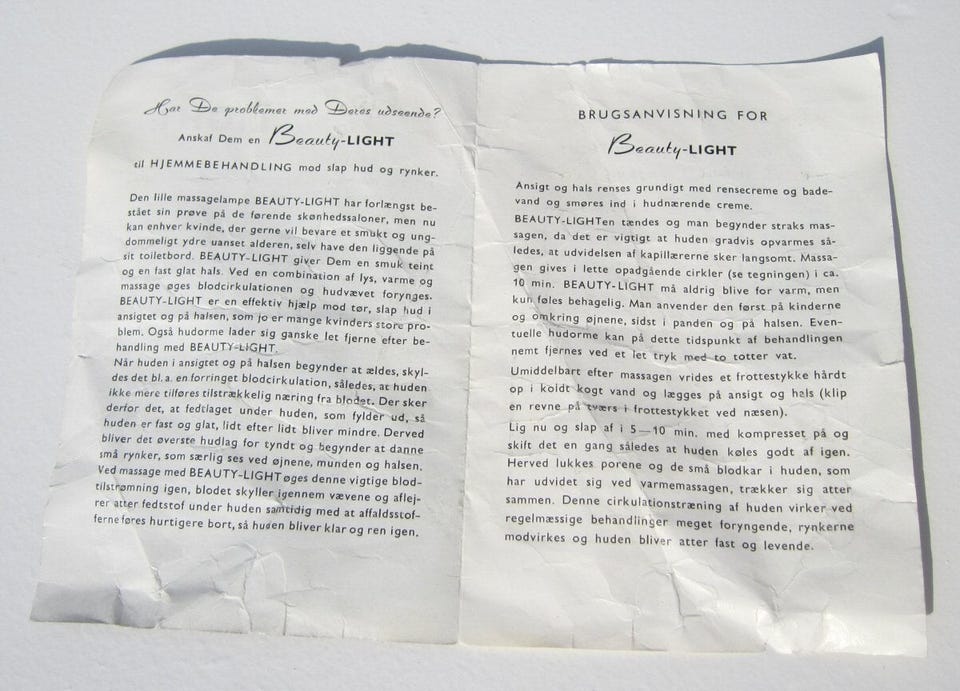 Har De problemer med Deres udseende?
Anskaf Dem en Beauty-LIGHT
til HJEMMEBEHANDLING mod slap hud og rynker.
Den lille massagelampe BEAUTY-LIGHT har forlængst be-
stået sin prøve på de førende skønhedssaloner, men nu
kan enhver kvinde, der gerne vil bevare et smukt og ung-
dommeligt ydre uanset alderen, selv have den liggende på
sit toiletbord. BEAUTY-LIGHT giver Dem en smuk teint
og en fast glat hals. Ved en combination af lys, varme og
massage øges blodcirkulationen og hudvævet forynges.
BEAUTY-LIGHT er en effektiv hjælp mod tør, slap hud i
ansigtet og på halsen, som jo er mange kvinders store pro-
blem. Også hudorme lader sig ganske let fjerne efter be-
handling med BEAUTY-LIGHT.
Når huden i ansigtet og på halsen begynder at ældes, skyl-
des det bl. a. en forringet blodcirkulation, således, at huden
ikke mere tilføres tilstrækkelig næring fra blodet. Der sker
derfor det, at fedtlaget under huden, som fylder ud, så
huden er fast og glat, lidt efter lidt bliver mindre. Derved
bliver det øverste hudlag for tyndt og begynder at danne
små rynker, som særlig ses ved øjnene, munden og halsen.
Ved massage med BEAUTY-LIGHT øges denne vigtige blod-
tilstrømning igen, blodet skyller igennem vævene og aflej-
rer atter fedtstof under huden samtidig med at affaldsstof-
ferne føres hurtigere bort, så huden bliver klar og ren igen.
BRUGSANVISNING FOR
Beauty-LIGHT
Ansigt og hals renses grundigt med rensecreme og bade-
vand og smøres ind i hudnærende creme.
BEAUTY-LIGHTen tændes og man begynder straks mas-
sagen, da det er vigtigt at huden gradvis opvarmes så-
ledes, at udvidelsen af kapillærerne sker langsomt. Massa-
gen gives i lette opadgående cirkler (se tegningen) i ca.
10 min. BEAUTY-LIGHT må aldrig blive for varm, men
kun føles behagelig. Man anvender den først på kinderne
og omkring øjnene, sidst i panden og på halsen. Even-
tuelle hudorme kan på dette tidspunkt af behandlingen
nemt fjernes ved et let tryk med to totter vat.
Umiddelbart efter massagen vrides et frottestykke hårdt
op i koldt kogt vand og lægges på ansigt og hals (klip
en revne på tværs i frottestykket ved næsen).
Lig nu og slap af i 5—10 min. med kompresset på og
skift det en gang således at huden køles godt af igen.
Herved lukkes porene og de små blodkar i huden, som
har udvidet sig ved varmemassagen, trækker sig atter
sammen. Denne cirkulationstræning af huden virker ved
regelmæssige behandlinger meget foryngende, rynkerne
modvirkes og huden bliver atter fast og levende.